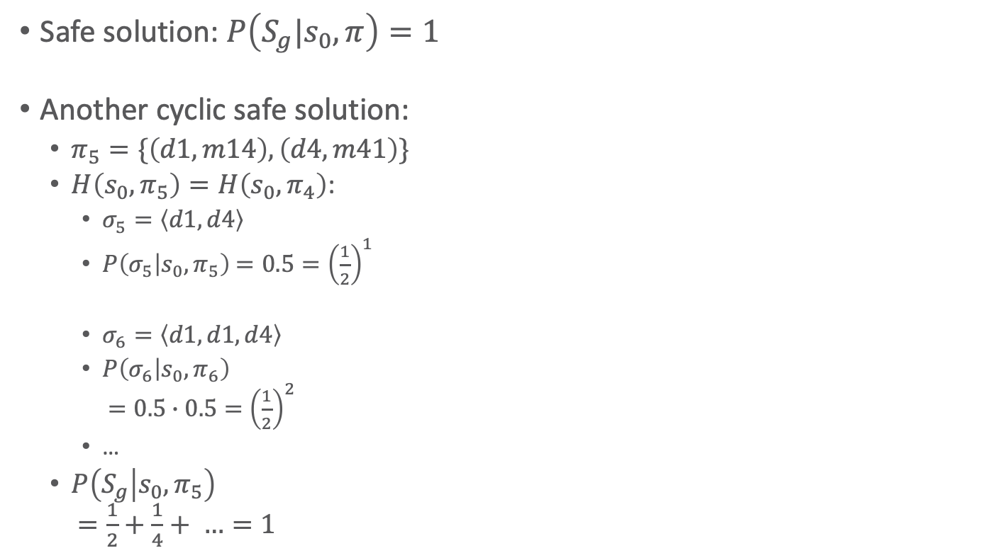 • Safe solution: P(S_g|s_0, π) = 1
• Another cyclic safe solution:
• π_5 = {(d1, m14), (d4, m41)}
• H(s_0, π_5) = H(s_0, π_4):
• σ_5 = ⟨d1, d4⟩
• P(σ_5|s_0, π_5) = 0.5 = (1/2)^1
• σ_6 = ⟨d1, d1, d4⟩
• P(σ_6|s_0, π_6)
= 0.5 · 0.5 = (1/2)^2
• ...
• P(S_g|s_0, π_5)
= 1/2 + 1/4 + ... = 1